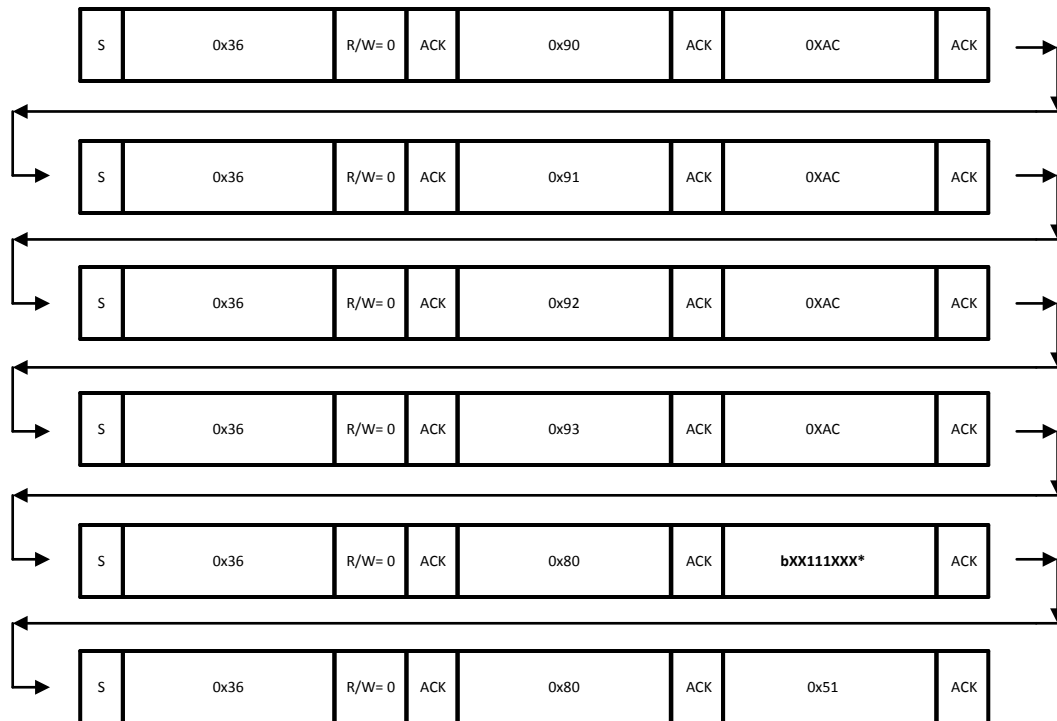 S 0x36 R/W= 0 ACK 0x90 ACK 0XAC ACK
S 0x36 R/W= 0 ACK 0x91 ACK 0XAC ACK
S 0x36 R/W= 0 ACK 0x92 ACK 0XAC ACK
S 0x36 R/W= 0 ACK 0x93 ACK 0XAC ACK
S 0x36 R/W= 0 ACK 0x80 ACK bXX111XXX* ACK
S 0x36 R/W= 0 ACK 0x80 ACK 0x51 ACK